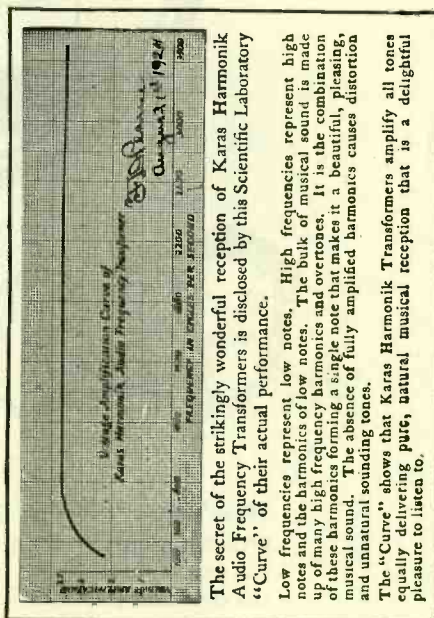 Voltage Amplification Curve of
Karas Harmonik Audio Frequency Transformer
August 1st 1924
FREQUENCY IN CYCLES PER SECOND
VOLTAGE AMPLIFICATION
The secret of the strikingly wonderful reception of Karas Harmonik
Audio Frequency Transformers is disclosed by this Scientific Laboratory
"Curve" of their actual performance.
Low frequencies represent low notes. High frequencies represent high
notes and the harmonics of low notes. The bulk of musical sound is made
up of many high frequency harmonics and overtones. It is the combination
of these harmonics forming a single note that makes it a beautiful, pleasing,
musical sound. The absence of fully amplified harmonics causes distortion
and unnatural sounding tones.
The "Curve" shows that Karas Harmonik Transformers amplify all tones
equally delivering pure, natural musical reception that is a delightful
pleasure to listen to.